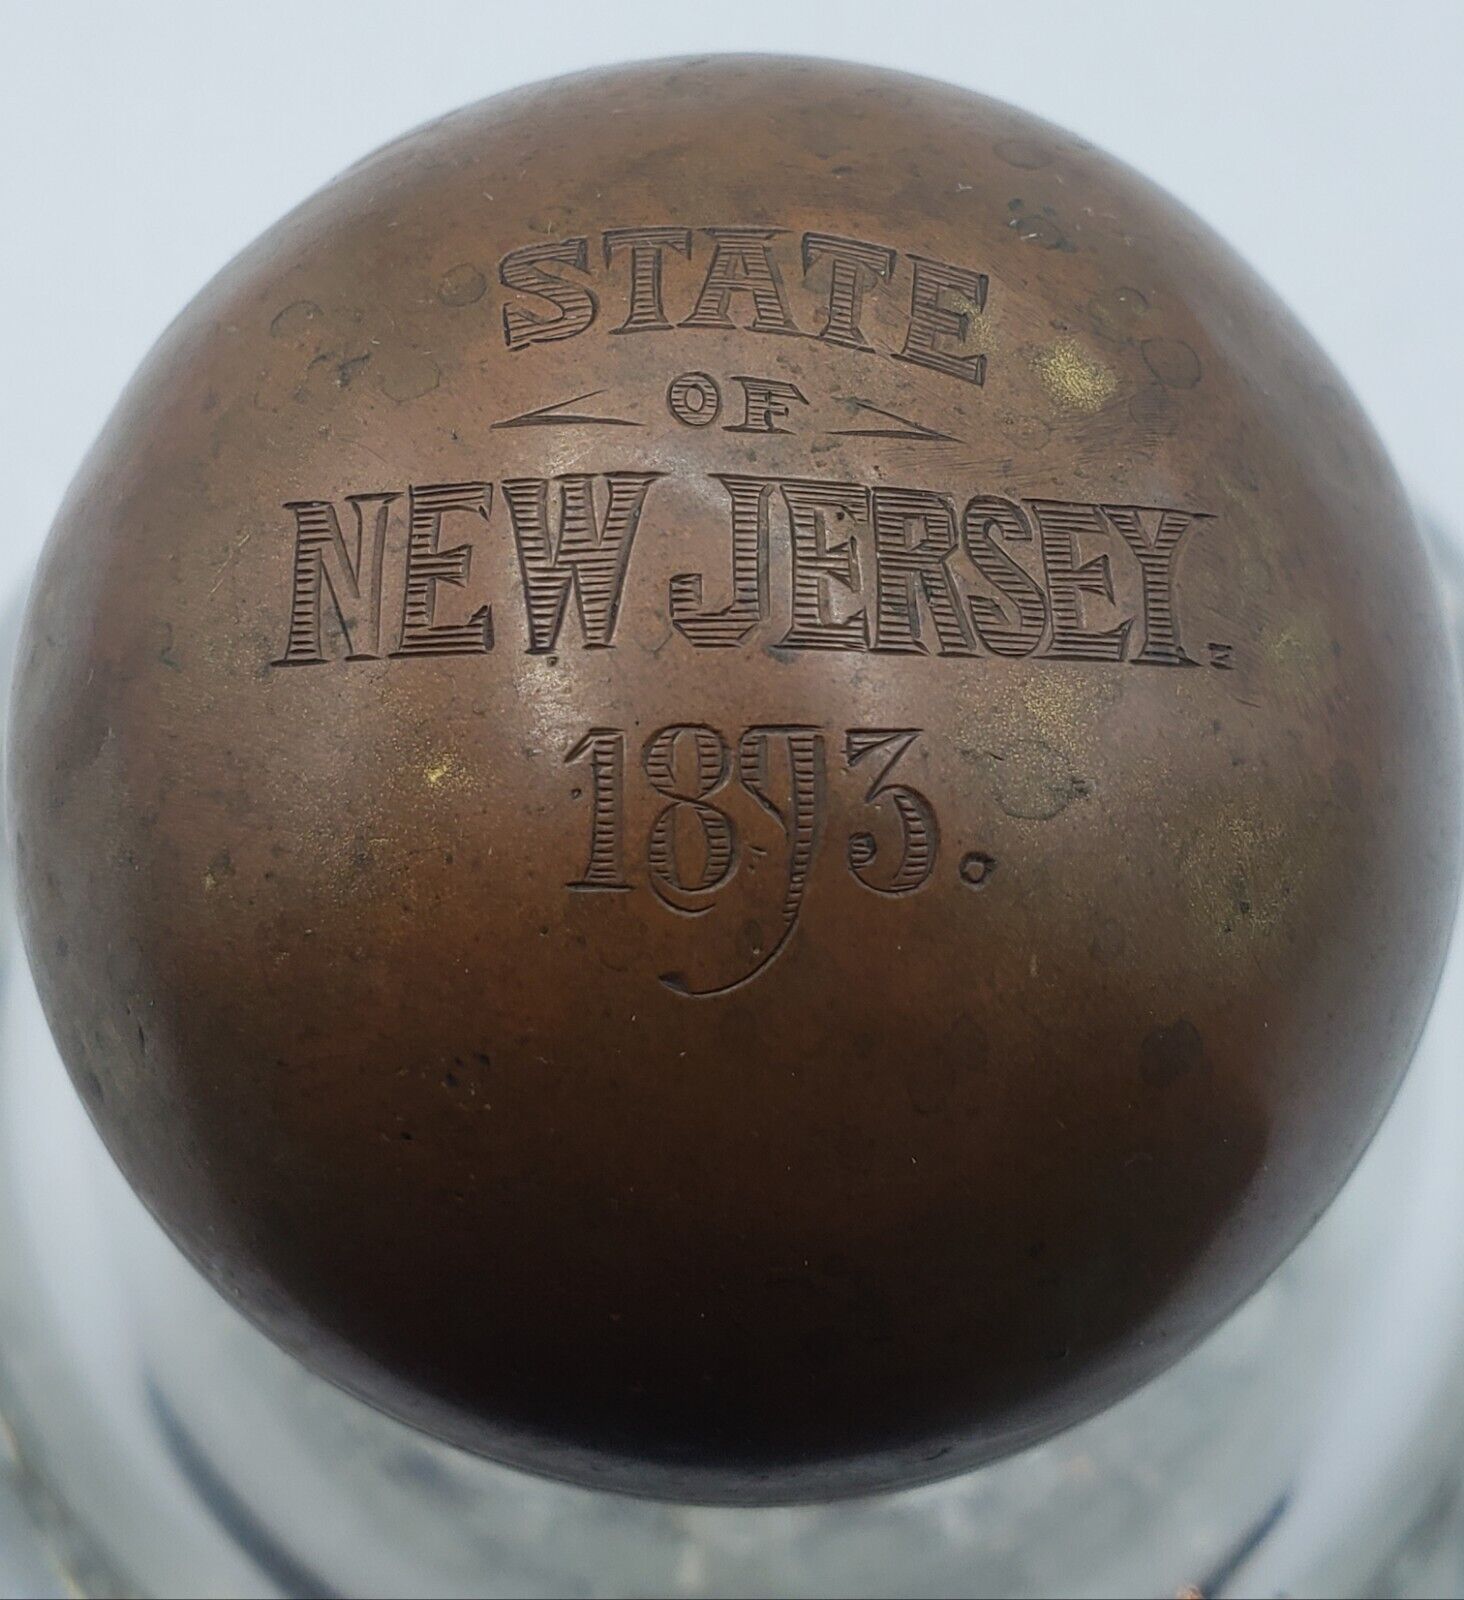 STATE
OF
NEW JERSEY.
1893.